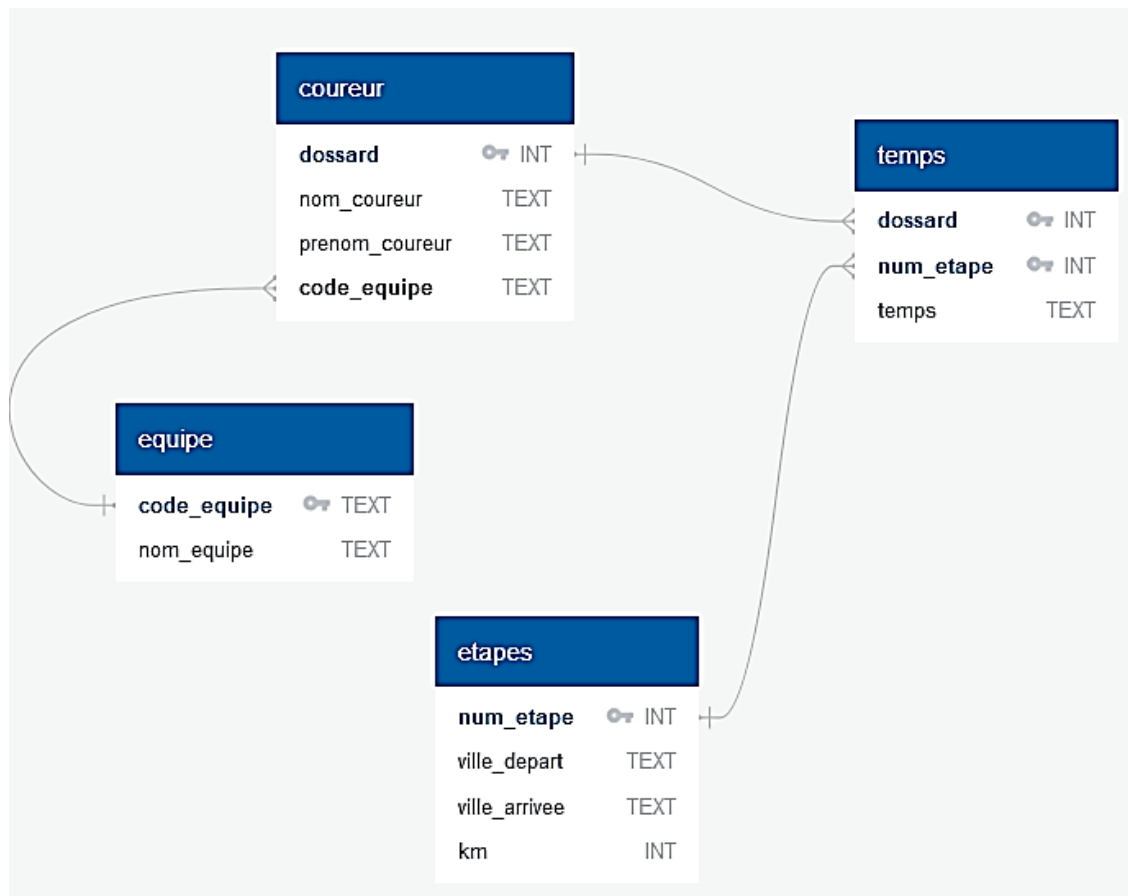 coureur
dossard INT
nom_coureur TEXT
prenom_coureur TEXT
code_equipe TEXT
temps
dossard INT
num_etape INT
temps TEXT
equipe
code_equipe TEXT
nom_equipe TEXT
etapes
num_etape INT
ville_depart TEXT
ville_arrivee TEXT
km INT